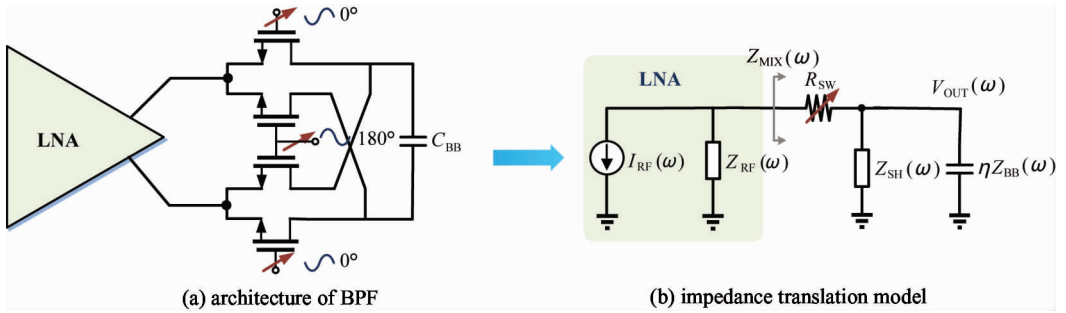 0°
LNA
180°
C_BB
0°
(a) architecture of BPF
LNA
Z_MIX(ω)
R_SW
V_OUT(ω)
I_RF(ω)
Z_RF(ω)
Z_SH(ω)
ηZ_BB(ω)
(b) impedance translation model